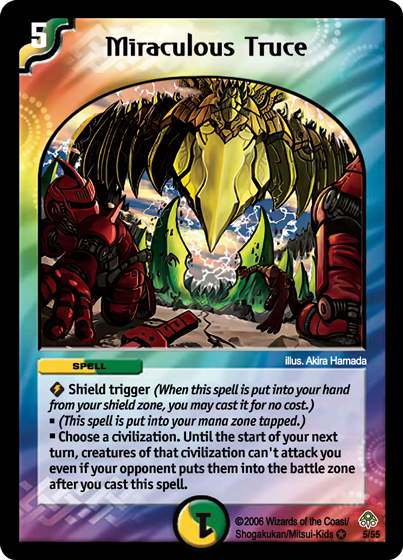 5
Miraculous Truce
illus. Akira Hamada
SPELL
Shield trigger (When this spell is put into your hand
from your shield zone, you may cast it for no cost.)
▪ (This spell is put into your mana zone tapped.)
▪ Choose a civilization. Until the start of your next
turn, creatures of that civilization can't attack you
even if your opponent puts them into the battle zone
after you cast this spell.
1
©2006 Wizards of the Coast/
Shogakukan/Mitsui-Kids ✪ 5/55